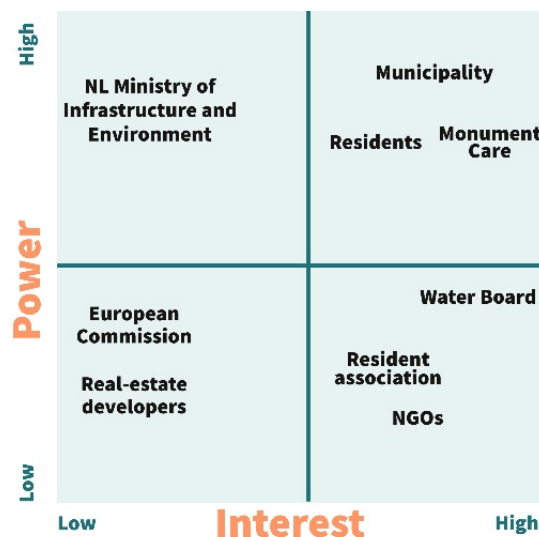 High
NL Ministry of
Infrastructure and
Environment
Municipality
Residents
Monument
Care
Power
European
Commission
Real-estate
developers
Water Board
Resident
association
NGOs
Low
Low
Interest
High